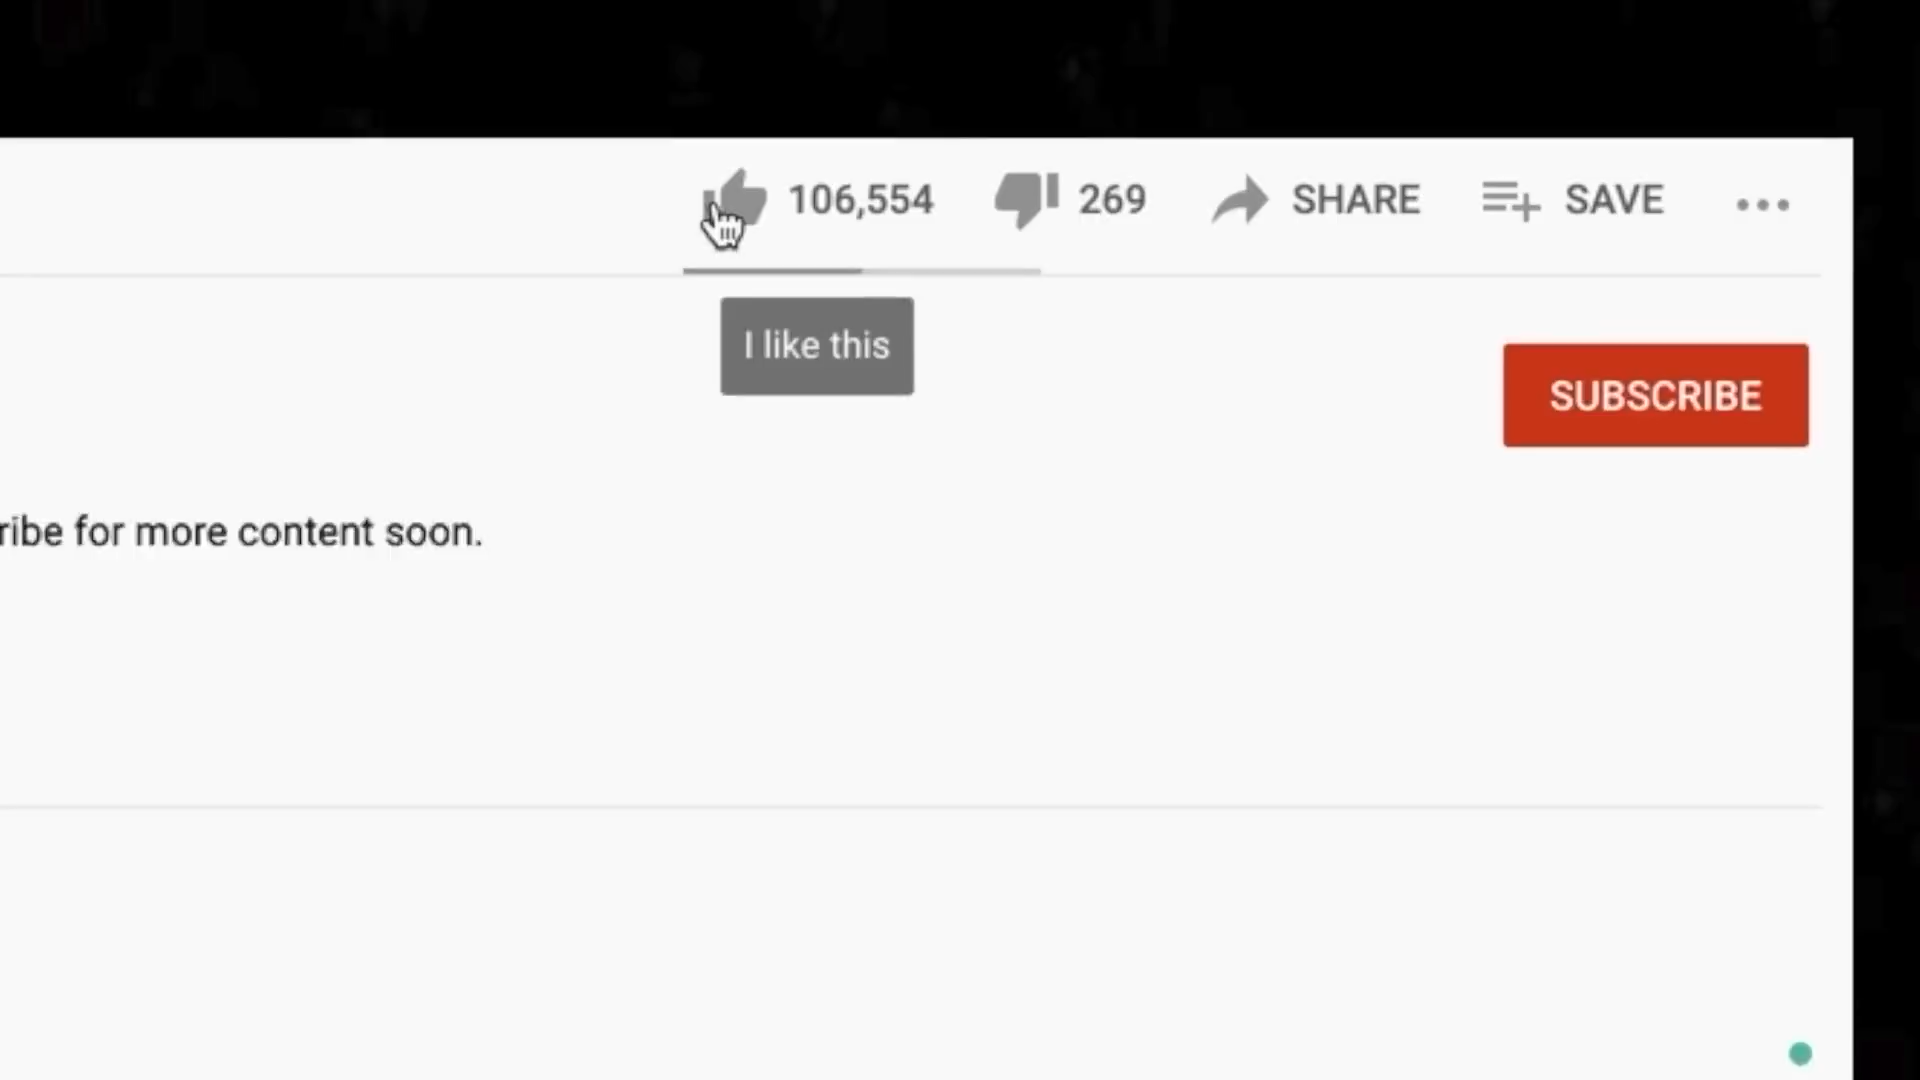 106,554 269 SHARE SAVE
I like this
SUBSCRIBE
ribe for more content soon.